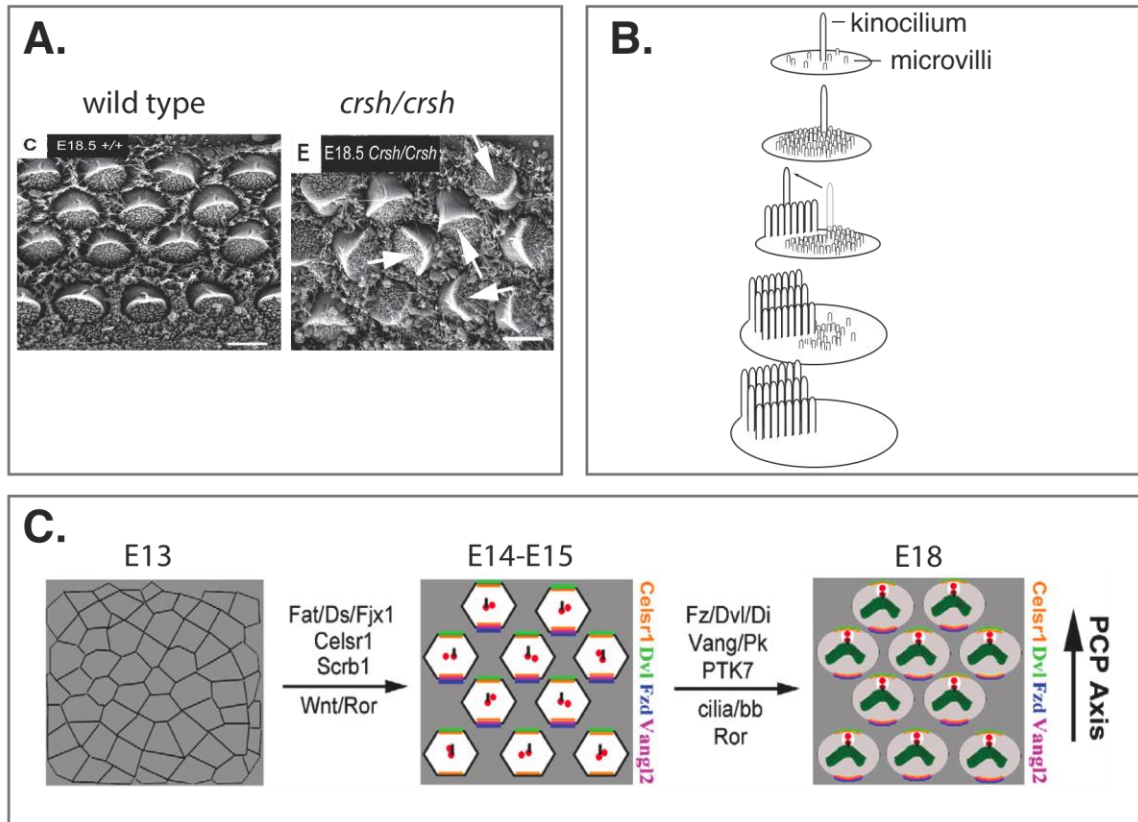 A.
wild type
crsh/crsh
C E18.5 +/+
E E18.5 Crsh/Crsh
B.
kinocilium
microvilli
C.
E13
Fat/Ds/Fjx1
Celsr1
Scrb1
Wnt/Ror
E14-E15
Celsr1 Dvl Fzd Vangl2
Fz/Dvl/Di
Vang/Pk
PTK7
cilia/bb
Ror
E18
Celsr1 Dvl Fzd Vangl2
PCP Axis